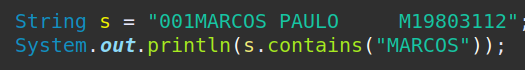 String s = "001MARCOS PAULO     M19803112";
System.out.println(s.contains("MARCOS"));